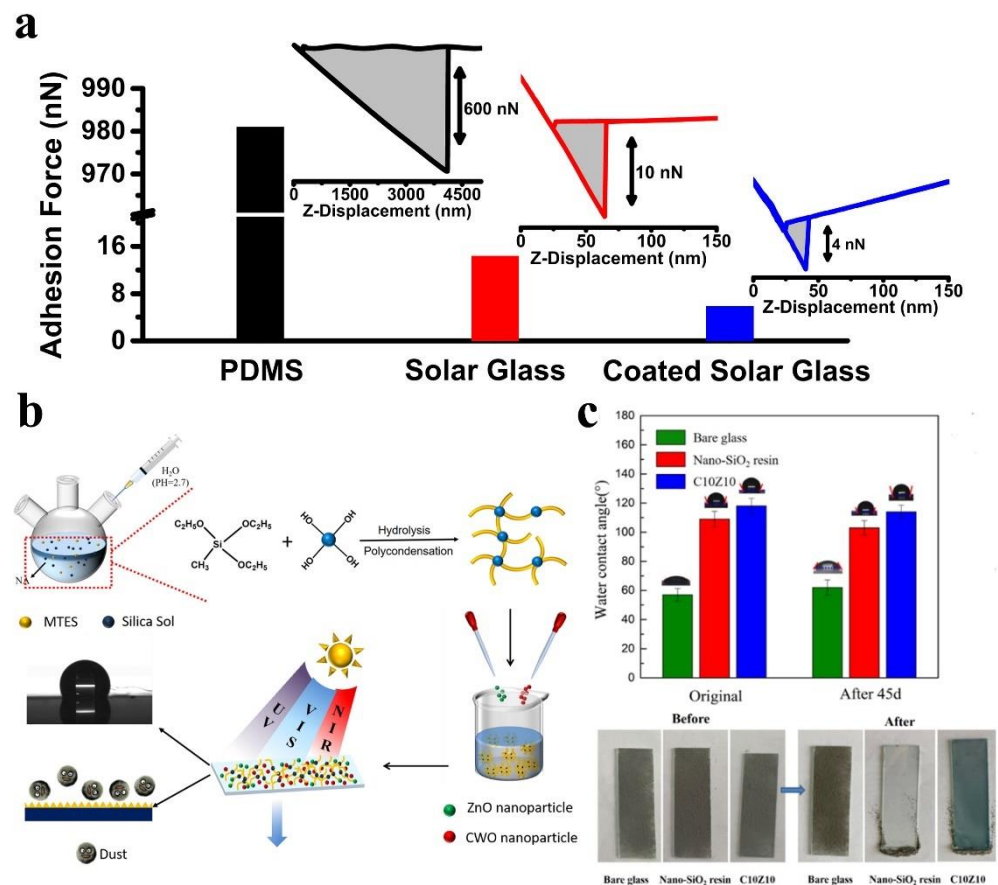 a
Adhesion Force (nN)
990
980
970
16
8
0
PDMS
Solar Glass
Coated Solar Glass
600 nN
0 1500 3000 4500
Z-Displacement (nm)
10 nN
0 50 100 150
Z-Displacement (nm)
4 nN
0 50 100 150
Z-Displacement (nm)
b
H₂O
(PH=2.7)
N₂
MTES
Silica Sol
C₂H₅O
OC₂H₅
Si
CH₃
OC₂H₅
+
OH
OH
HO
OH
Hydrolysis
Polycondensation
UV
VIS
NIR
ZnO nanoparticle
CWO nanoparticle
Dust
c
Water contact angle(°)
180
160
140
120
100
80
60
40
20
0
Bare glass
Nano-SiO₂ resin
C10Z10
Original
After 45d
Before
After
Bare glass Nano-SiO₂ resin C10Z10
Bare glass Nano-SiO₂ resin C10Z10